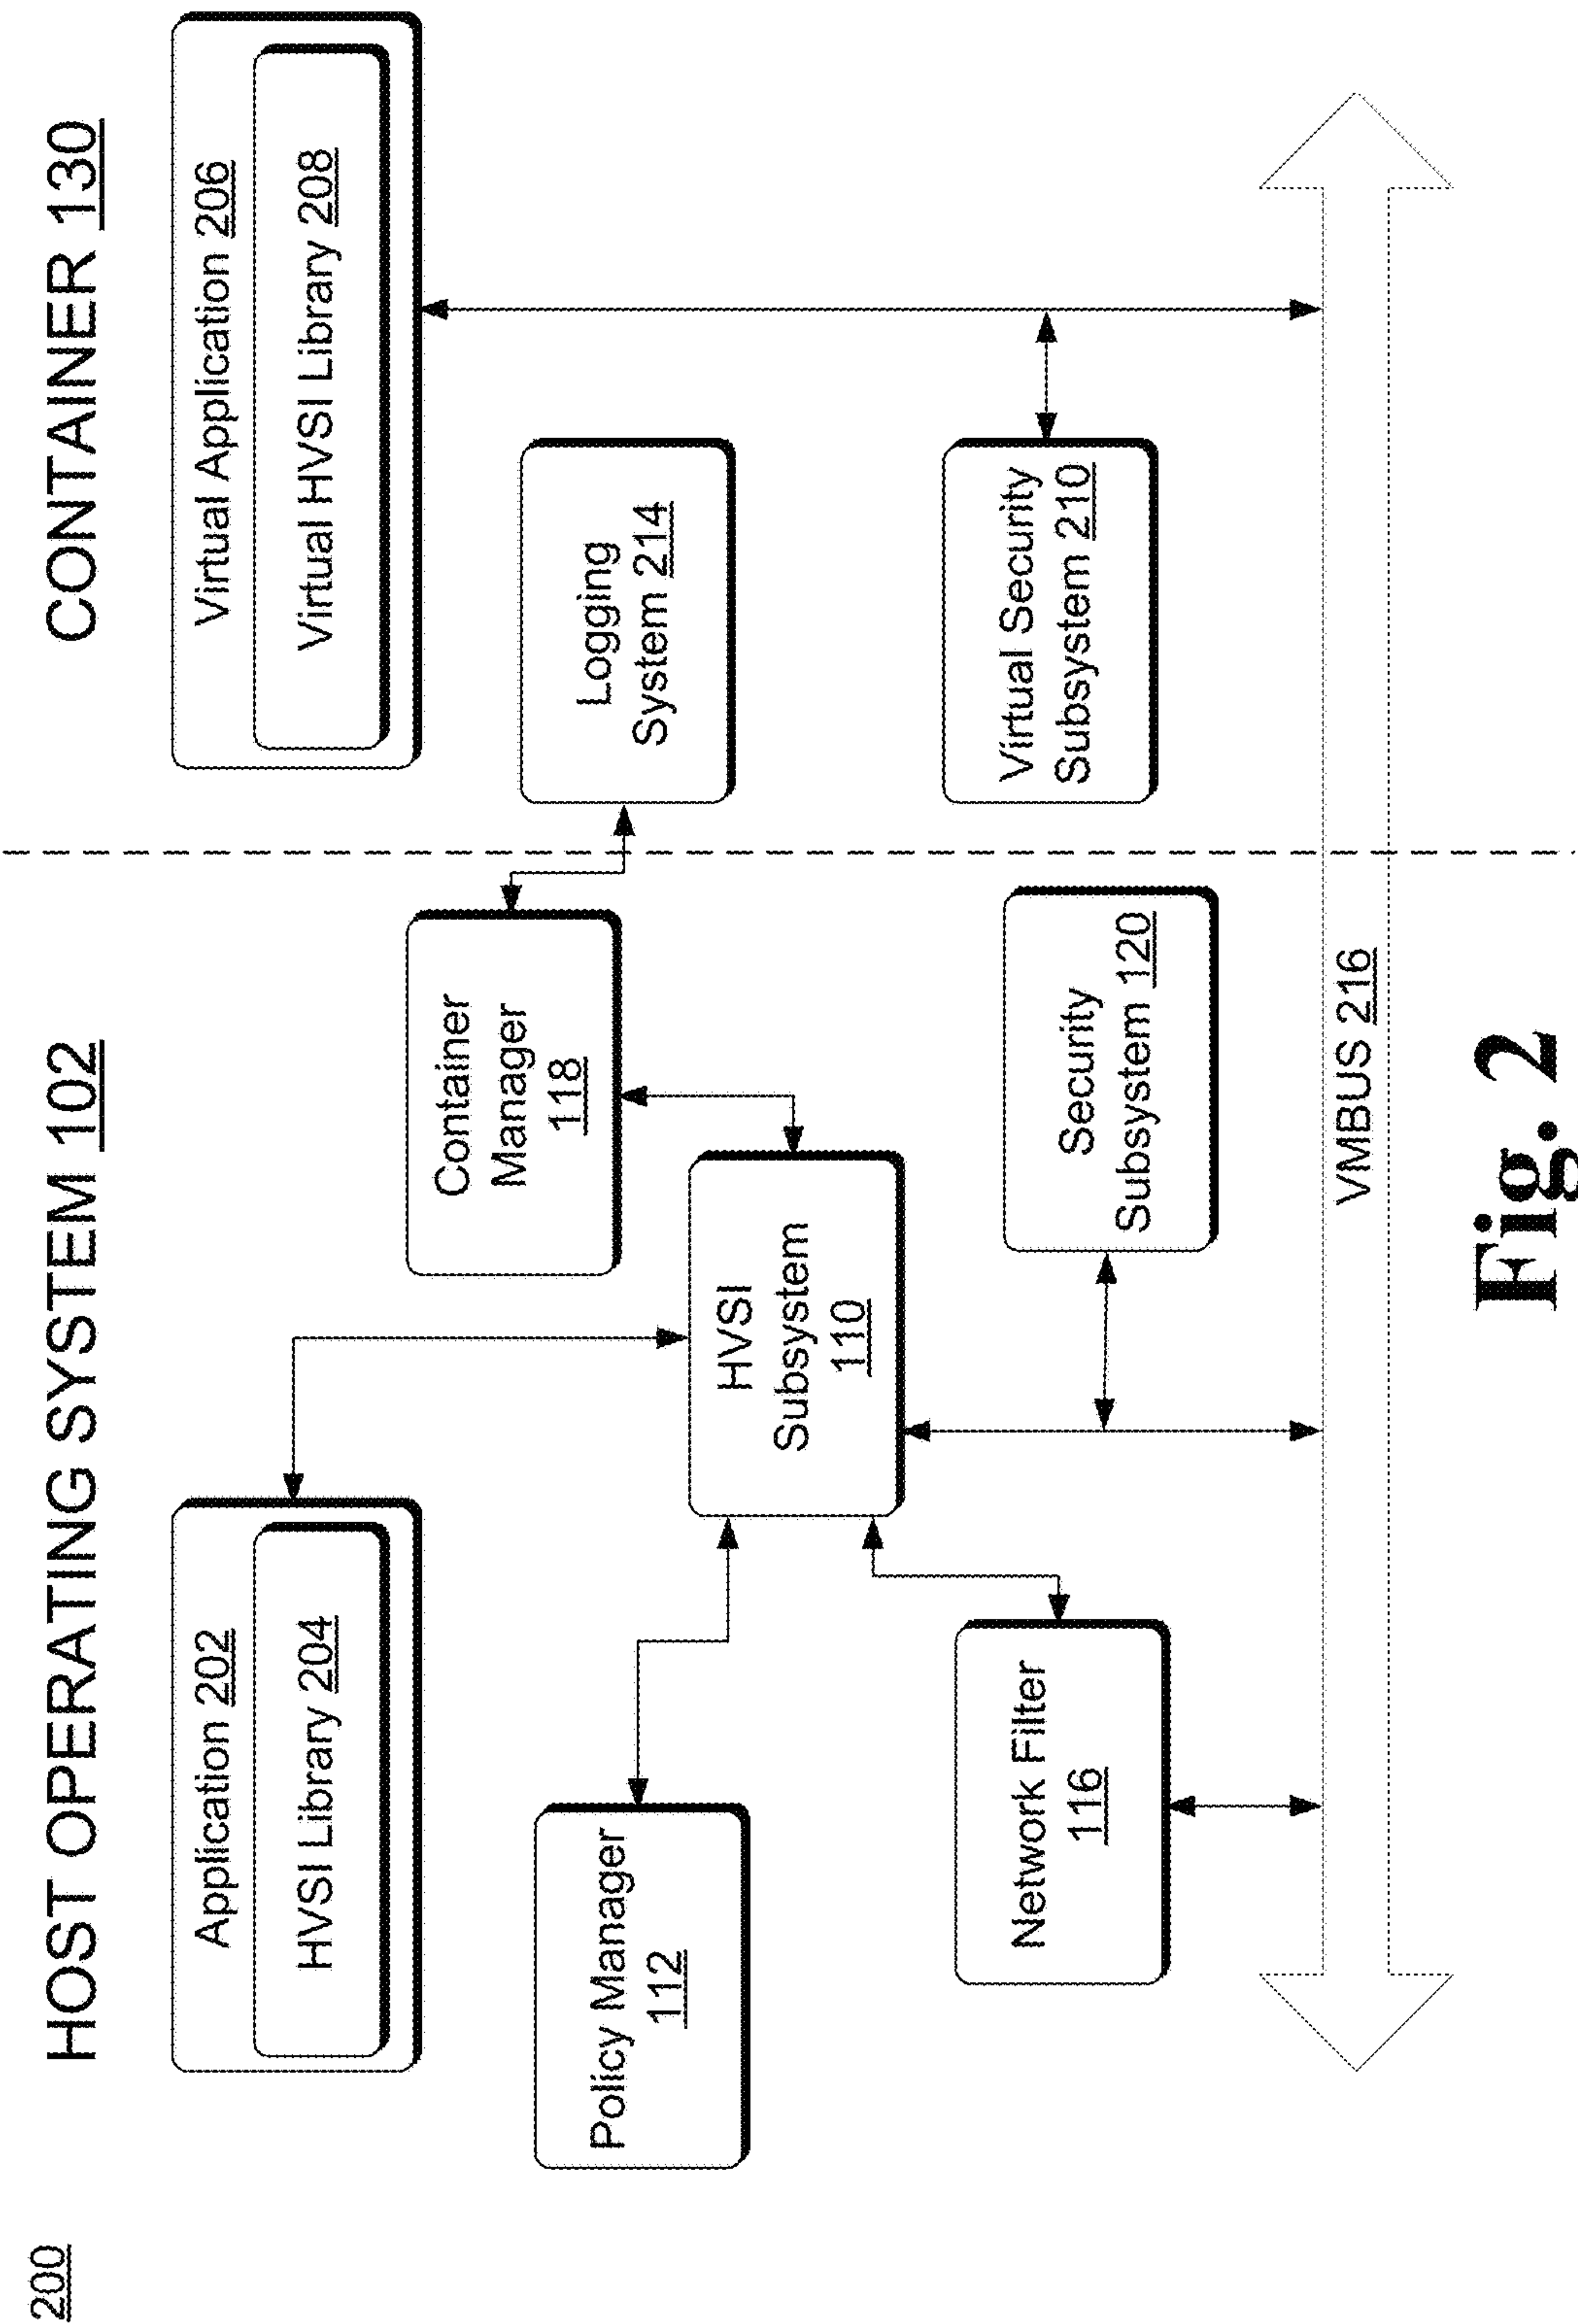 200
HOST OPERATING SYSTEM 102
CONTAINER 130
Application 202
HVSI Library 204
Virtual Application 206
Virtual HVSI Library 208
Policy Manager
112
Container
Manager
118
Logging
System 214
HVSI
Subsystem
110
Network Filter
116
Security
Subsystem 120
Virtual Security
Subsystem 210
VMBUS 216
Fig. 2